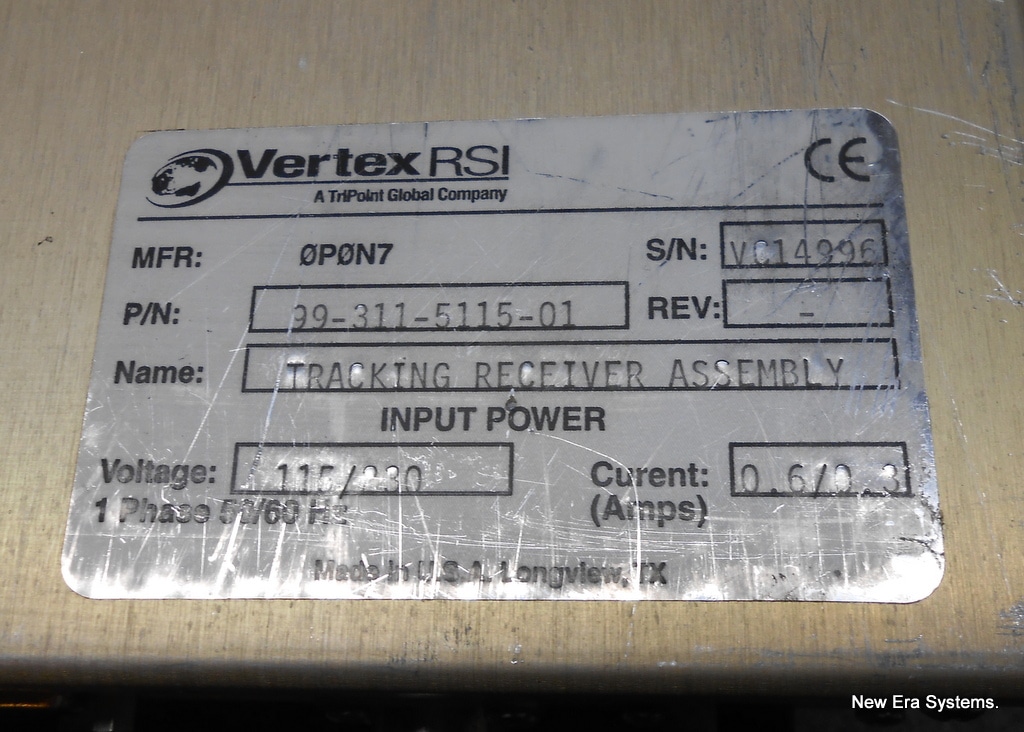 Vertex RSI
A TriPoint Global Company
CE
MFR: ØPØN7 S/N: VC14996
P/N: 99-311-5115-01 REV: -
Name: TRACKING RECEIVER ASSEMBLY
INPUT POWER
Voltage: 115/230 Curent: 0.6/0.3
1 Phase 50/60 Hz (Amps)
Made in U.S.A. Longview, TX
New Era Systems.